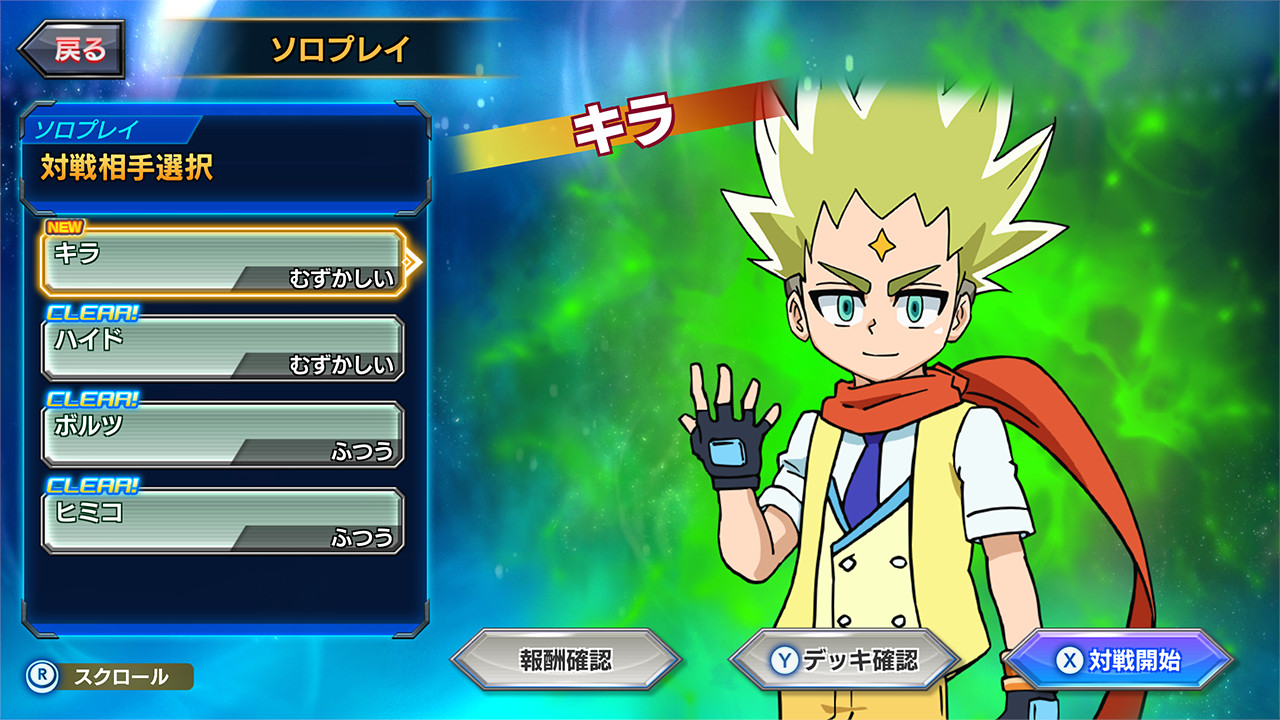 戻る
ソロプレイ
キラ
ソロプレイ
対戦相手選択
NEW
キラ
むずかしい
CLEAR!
ハイド
むずかしい
CLEAR!
ボルツ
ふつう
CLEAR!
ヒミコ
ふつう
R スクロール
報酬確認
Y デッキ確認
X 対戦開始